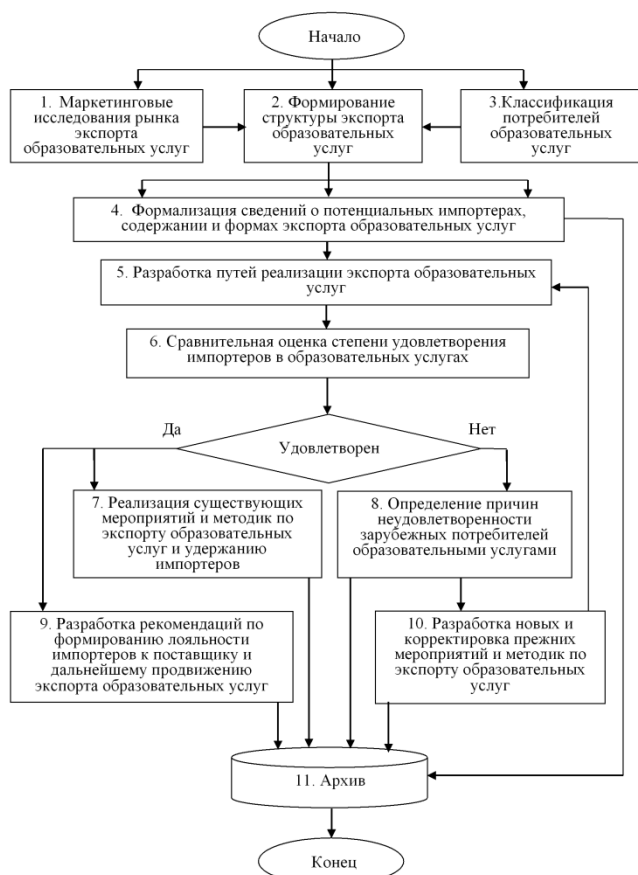 Начало
1. Маркетинговые
исследования рынка
экспорта
образовательных услуг
2. Формирование
структуры экспорта
образовательных
услуг
3.Классификация
потребителей
образовательных
услуг
4. Формализация сведений о потенциальных импортерах,
содержании и формах экспорта образовательных услуг
5. Разработка путей реализации экспорта образовательных
услуг
6. Сравнительная оценка степени удовлетворения
импортеров в образовательных услугах
Да
Удовлетворен
Нет
7. Реализация существующих
мероприятий и методик по
экспорту образовательных
услуг и удержанию
импортеров
8. Определение причин
неудовлетворенности
зарубежных потребителей
образовательными услугами
9. Разработка рекомендаций по
формированию лояльности
импортеров к поставщику и
дальнейшему продвижению
экспорта образовательных услуг
10. Разработка новых и
корректировка прежних
мероприятий и методик по
экспорту образовательных
услуг
11. Архив
Конец